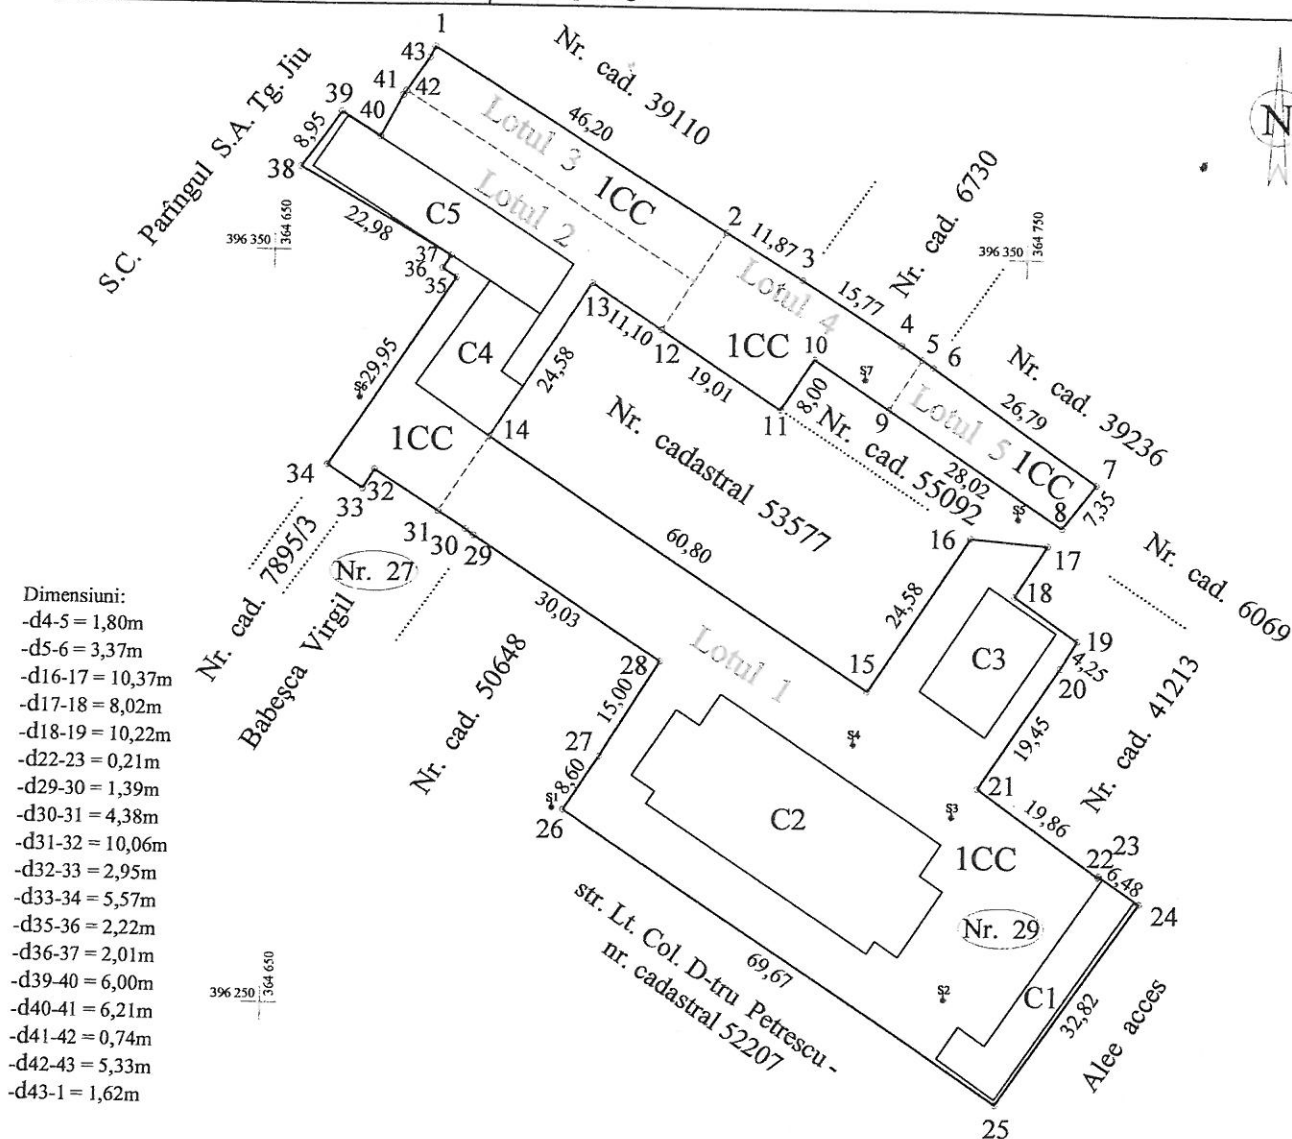 1
43
41
42
39
40
38
8,95
S.C. Parîngul S.A. Tg. Jiu
Nr. cad. 39110
46,20
Lotul 3
1CC
Lotul 2
C5
22,98
37
36
35
396 350
364 650
N
2
11,87
3
15,77
Nr. cad. 6730
396 350
364 750
Lotul 4
4
5
6
1CC
10
S7
13
11,10
12
19,01
11
8,00
9
Lotul 5
26,79
Nr. cad. 39236
1CC
7
7,35
8
28,02
S5
Nr. cad. 55092
C4
24,58
29,95
S6
1CC
14
Nr. cadastral 53577
34
33
32
31
30
29
Nr. cad. 7895/3
Nr. 27
Babeşca Virgil
60,80
16
17
18
Nr. cad. 6069
24,58
19
4,25
20
C3
19,45
Nr. cad. 41213
30,03
28
Lotul 1
15
15,00
27
8,60
S1
26
Nr. cad. 50648
S4
S3
21
19,86
C2
1CC
22
23
6,48
24
Nr. 29
S2
C1
32,82
Alee acces
25
69,67
str. Lt. Col. D-tru Petrescu -
nr. cadastral 52207
396 250
364 650
Dimensiuni:
-d4-5 = 1,80m
-d5-6 = 3,37m
-d16-17 = 10,37m
-d17-18 = 8,02m
-d18-19 = 10,22m
-d22-23 = 0,21m
-d29-30 = 1,39m
-d30-31 = 4,38m
-d31-32 = 10,06m
-d32-33 = 2,95m
-d33-34 = 5,57m
-d35-36 = 2,22m
-d36-37 = 2,01m
-d39-40 = 6,00m
-d40-41 = 6,21m
-d41-42 = 0,74m
-d42-43 = 5,33m
-d43-1 = 1,62m